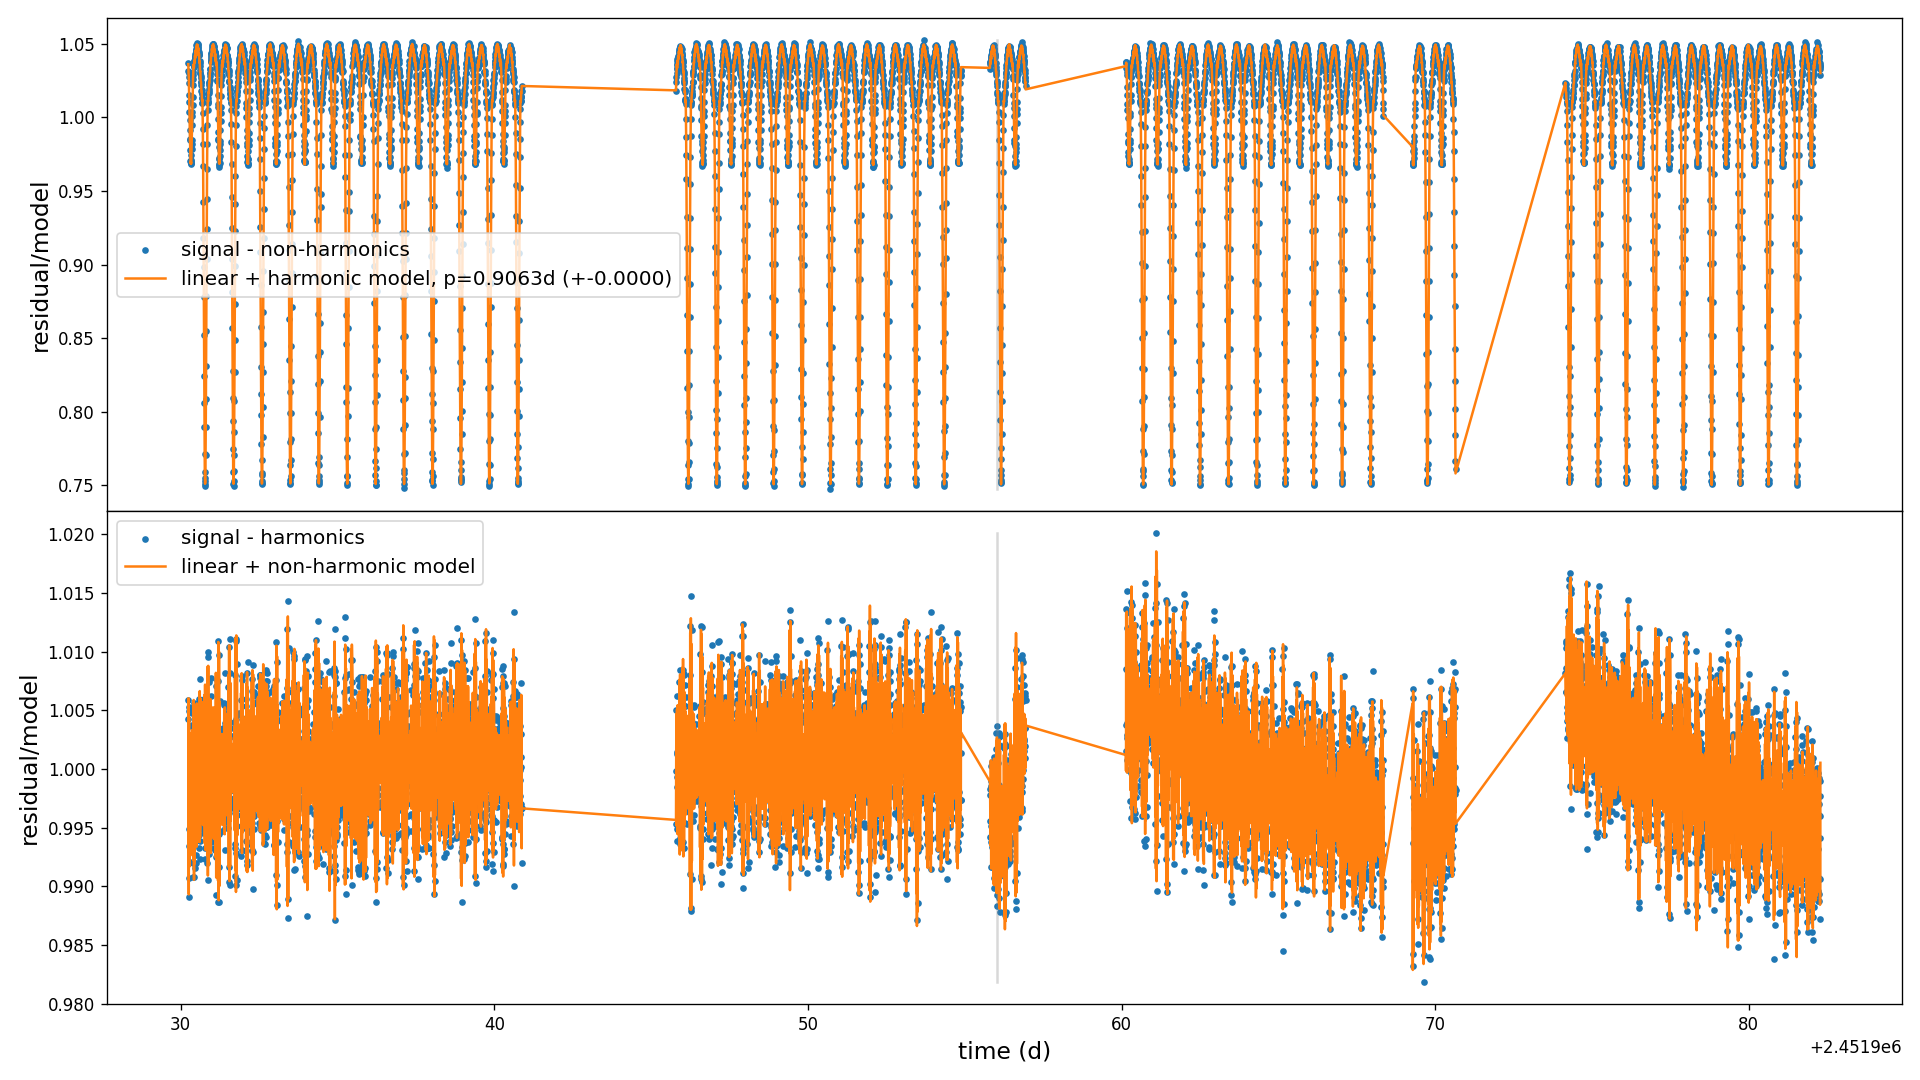 residual/model
1.05
1.00
0.95
0.90
0.85
0.80
0.75
signal - non-harmonics
linear + harmonic model, p=0.9063d (+-0.0000)
residual/model
1.020
1.015
1.010
1.005
1.000
0.995
0.990
0.985
0.980
signal - harmonics
linear + non-harmonic model
30 40 50 60 70 80
time (d)
+2.4519e6